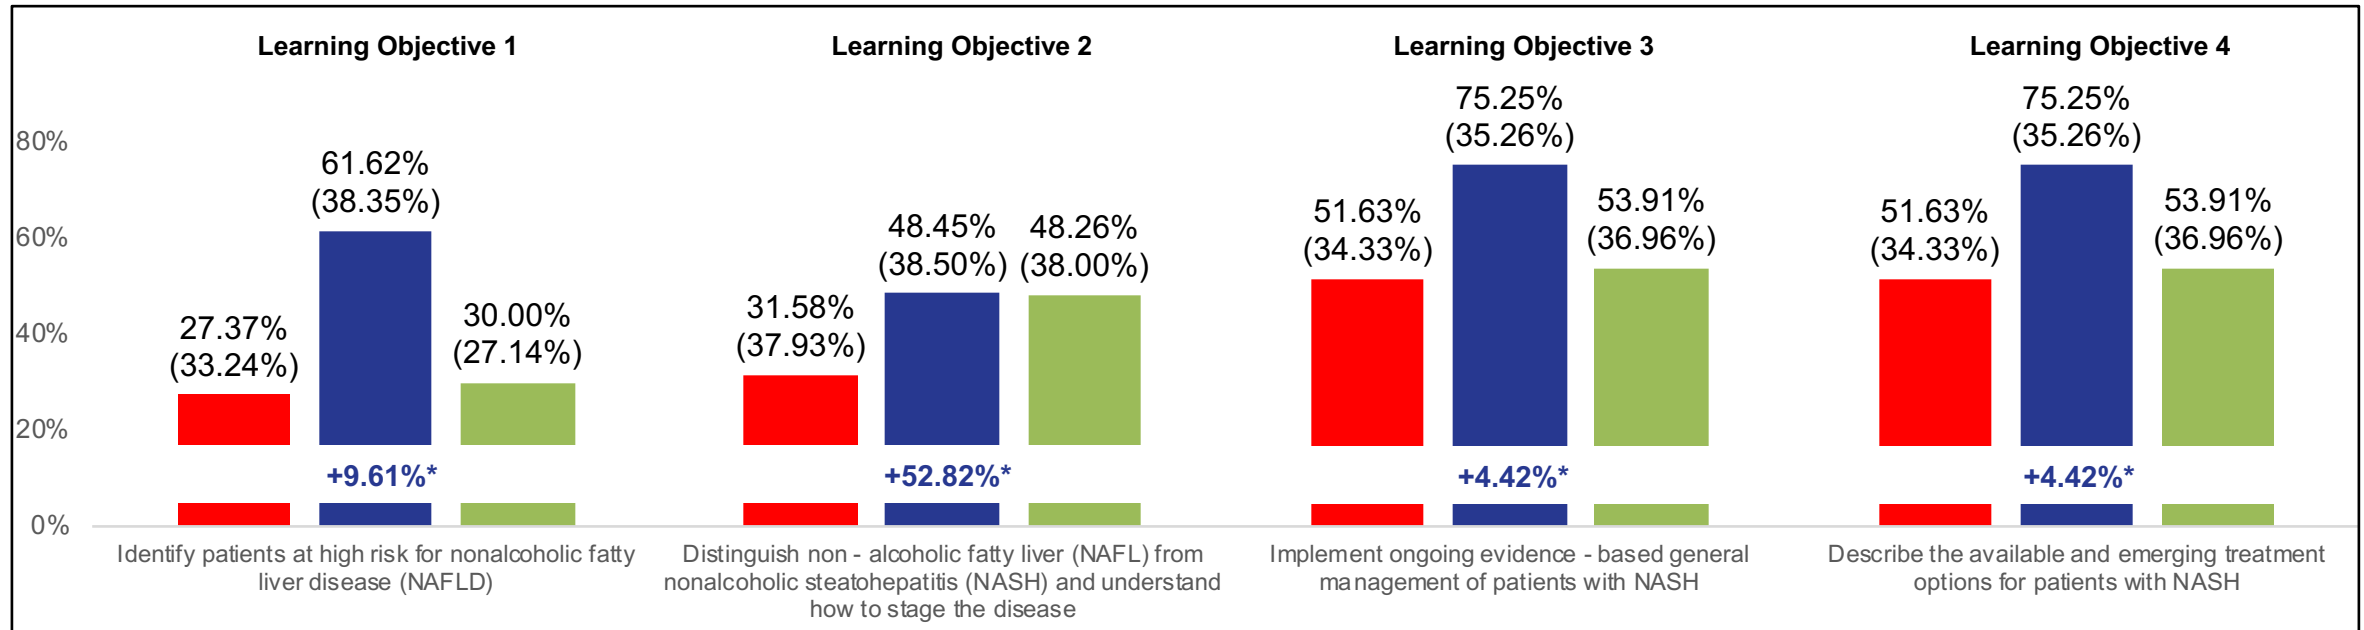 Learning Objective 1
Learning Objective 2
Learning Objective 3
Learning Objective 4
80%
60%
40%
20%
0%
27.37%
(33.24%)
61.62%
(38.35%)
30.00%
(27.14%)
+9.61%*
31.58%
(37.93%)
48.45%
(38.50%)
48.26%
(38.00%)
+52.82%*
51.63%
(34.33%)
75.25%
(35.26%)
53.91%
(36.96%)
+4.42%*
51.63%
(34.33%)
75.25%
(35.26%)
53.91%
(36.96%)
+4.42%*
Identify patients at high risk for nonalcoholic fatty
liver disease (NAFLD)
Distinguish non - alcoholic fatty liver (NAFL) from
nonalcoholic steatohepatitis (NASH) and understand
how to stage the disease
Implement ongoing evidence - based general
management of patients with NASH
Describe the available and emerging treatment
options for patients with NASH